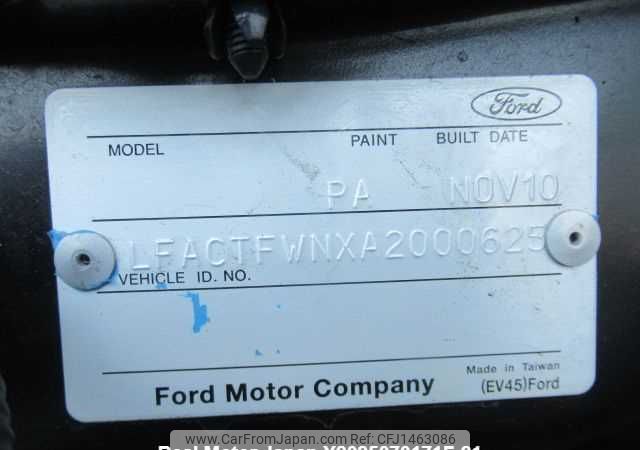 Ford
MODEL PAINT BUILT DATE
PA NOV10
LFACTFWNXA2000625
VEHICLE ID. NO.
Made in Taiwan
Ford Motor Company (EV45)Ford
www.CarFromJapan.com CFJ1463086